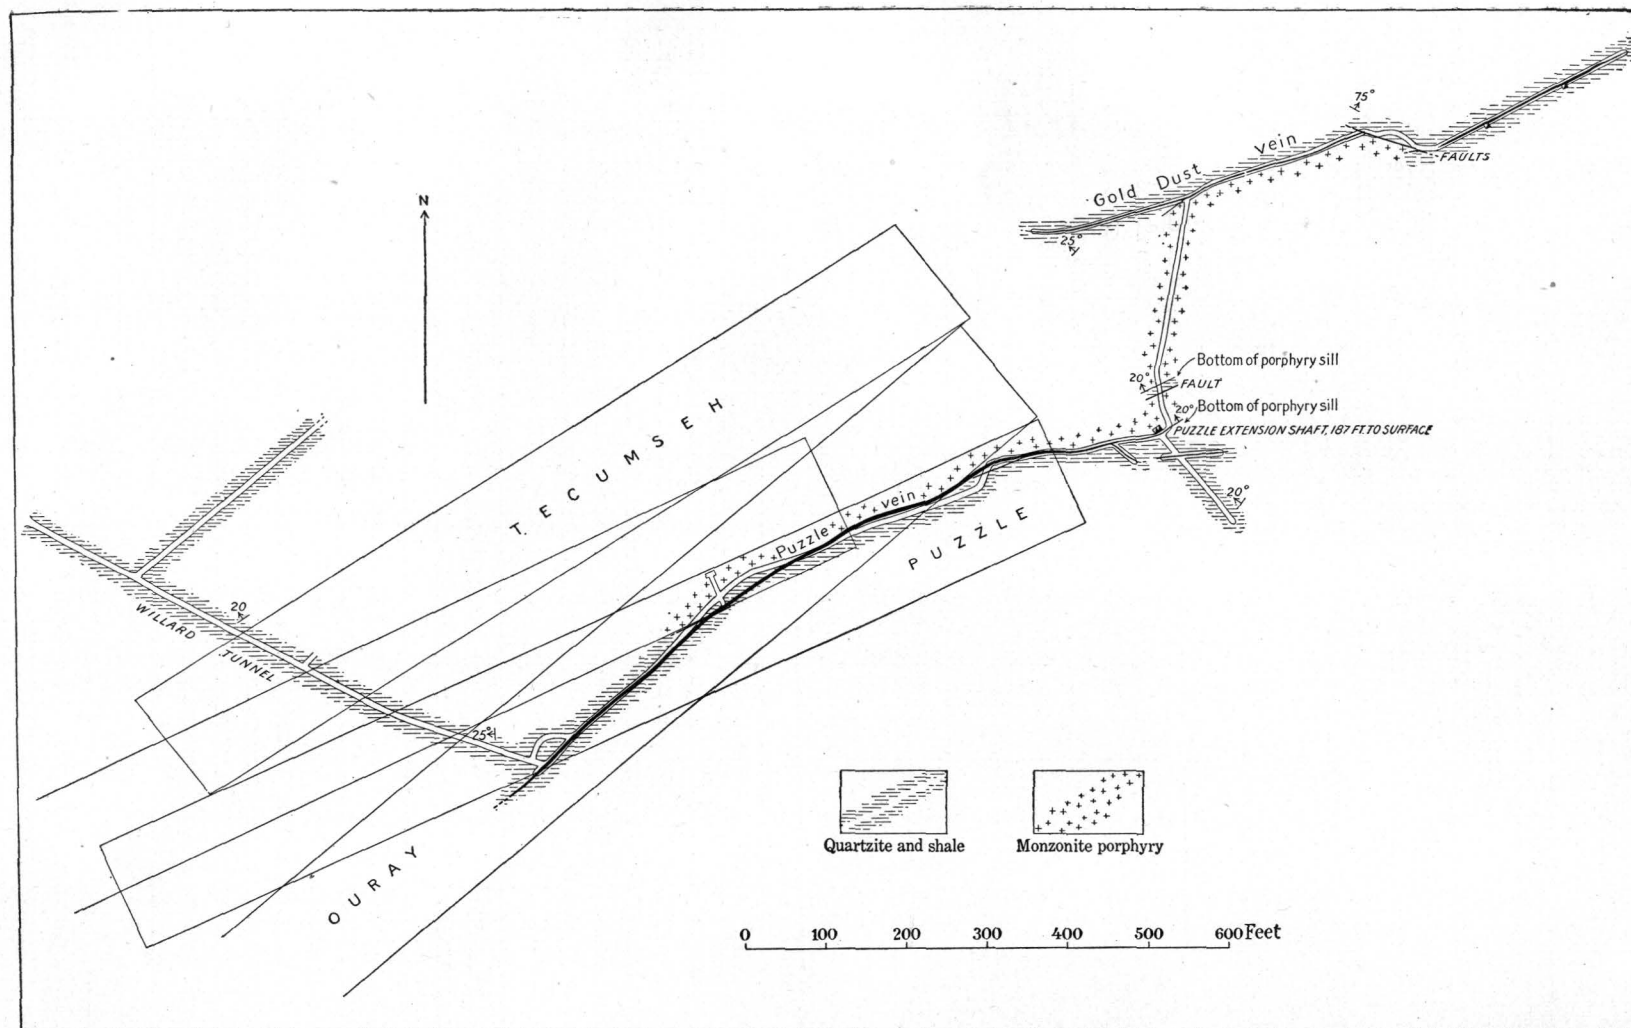 75°
FAULTS
Gold Dust vein
25°
N
Bottom of porphyry sill
20°
FAULT
20°
Bottom of porphyry sill
PUZZLE EXTENSION SHAFT, 187 FT. TO SURFACE
TECUMSEH
20°
Puzzle vein
PUZZLE
20
WILLARD
TUNNEL
25°
OURAY
Quartzite and shale
Monzonite porphyry
0 100 200 300 400 500 600 Feet